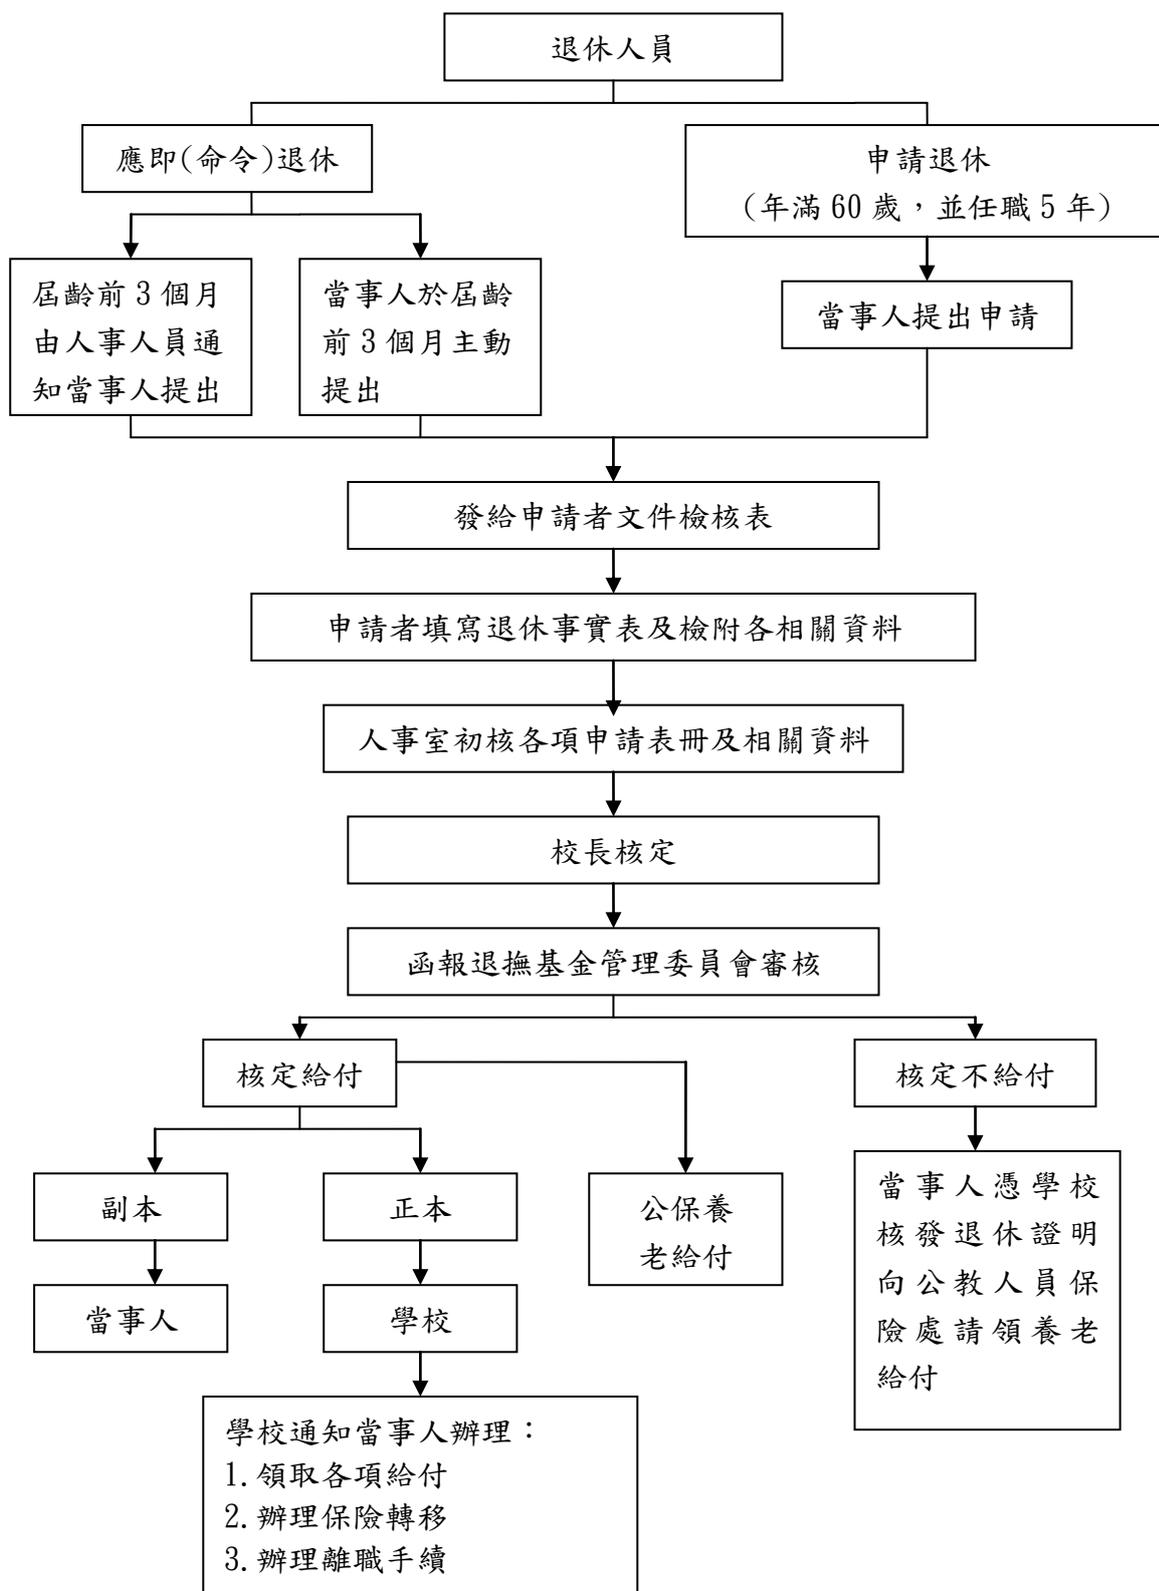 退休人員
應即(命令)退休
申請退休
(年滿 60 歲，並任職 5 年)
屆齡前 3 個月
由人事人員通
知當事人提出
當事人於屆齡
前 3 個月主動
提出
當事人提出申請
發給申請者文件檢核表
申請者填寫退休事實表及檢附各相關資料
人事室初核各項申請表冊及相關資料
校長核定
函報退撫基金管理委員會審核
核定給付
核定不給付
副本
正本
公保養
老給付
當事人憑學校
核發退休證明
向公教人員保
險處請領養老
給付
當事人
學校
學校通知當事人辦理：
1.領取各項給付
2.辦理保險轉移
3.辦理離職手續